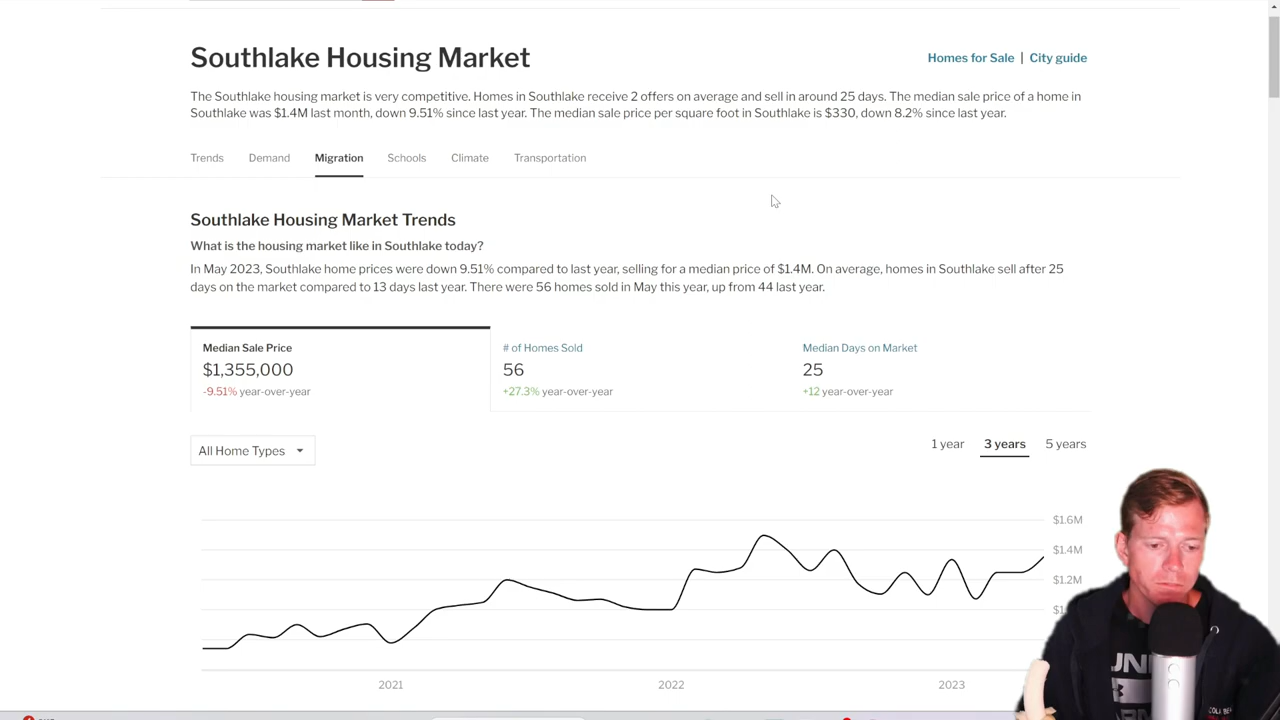 Southlake Housing Market
Homes for Sale | City guide
The Southlake housing market is very competitive. Homes in Southlake receive 2 offers on average and sell in around 25 days. The median sale price of a home in
Southlake was $1.4M last month, down 9.51% since last year. The median sale price per square foot in Southlake is $330, down 8.2% since last year.
Trends Demand Migration Schools Climate Transportation
Southlake Housing Market Trends
What is the housing market like in Southlake today?
In May 2023, Southlake home prices were down 9.51% compared to last year, selling for a median price of $1.4M. On average, homes in Southlake sell after 25
days on the market compared to 13 days last year. There were 56 homes sold in May this year, up from 44 last year.
Median Sale Price
$1,355,000
-9.51% year-over-year
# of Homes Sold
56
+27.3% year-over-year
Median Days on Market
25
+12 year-over-year
All Home Types
1 year 3 years 5 years
$1.6M
$1.4M
$1.2M
2021 2022 2023